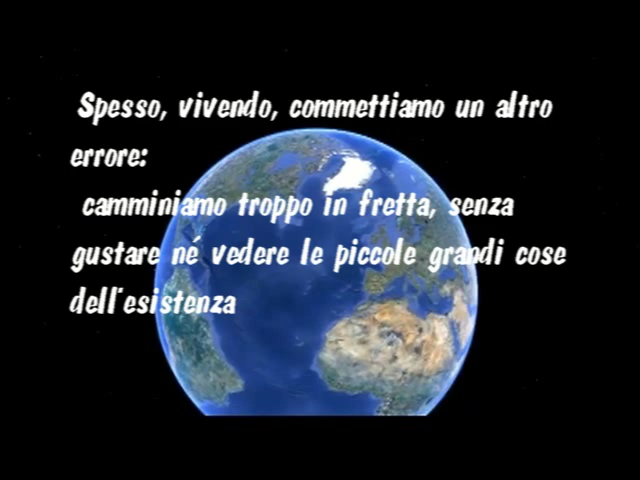 Spesso, vivendo, commettiamo un altro
errore:
camminiamo troppo in fretta, senza
gustare né vedere le piccole grandi cose
dell'esistenza